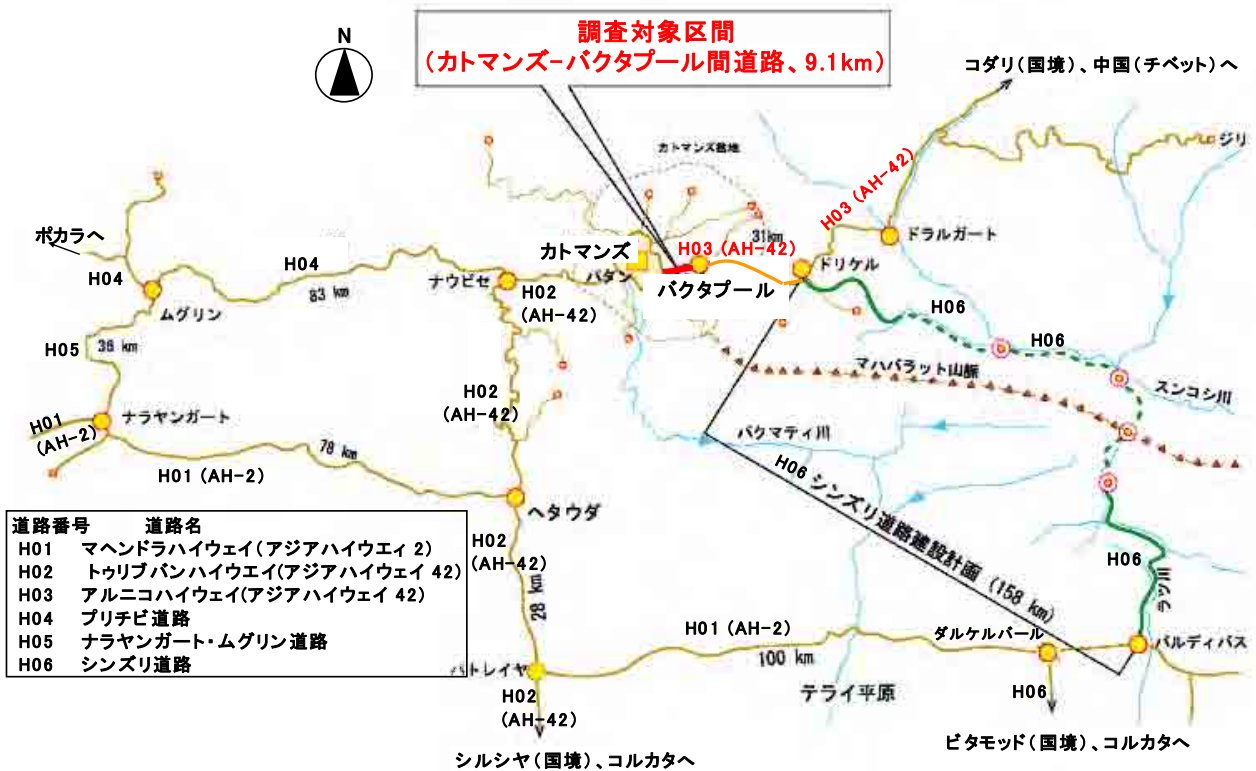 調査対象区間
(カトマンズ-バクタプール間道路、9.1km)
N
コダリ(国境)、中国(チベット)へ
カトマンズ盆地
ジリ
H03 (AH-42)
ポカラへ
31km
ドラルガート
カトマンズ
H03 (AH-42)
H04
H04
パタン
ドリケル
ナウビセ
バクタプール
83 km
H02
(AH-42)
ムグリン
H06
H06
H05
36 km
マハバラット山脈
スンコシ川
H02
(AH-42)
ナラヤンガート
H01
(AH-2)
バクマティ川
78 km
H01 (AH-2)
H06 シンズリ道路建設計画 (158 km)
ヘタウダ
道路番号 道路名
H01 マヘンドラハイウェイ(アジアハイウエィ 2)
H02 トゥリブバンハイウエイ(アジアハイウェイ 42)
H03 アルニコハイウェイ(アジアハイウェイ 42)
H04 プリチビ道路
H05 ナラヤンガート・ムグリン道路
H06 シンズリ道路
H02
(AH-42)
H06
28 km
ラツ川
H01 (AH-2)
ダルケルバール
バルディバス
100 km
パトレイヤ
テライ平原
H02
(AH-42)
H06
シルシヤ(国境)、コルカタへ
ビタモッド(国境)、コルカタへ